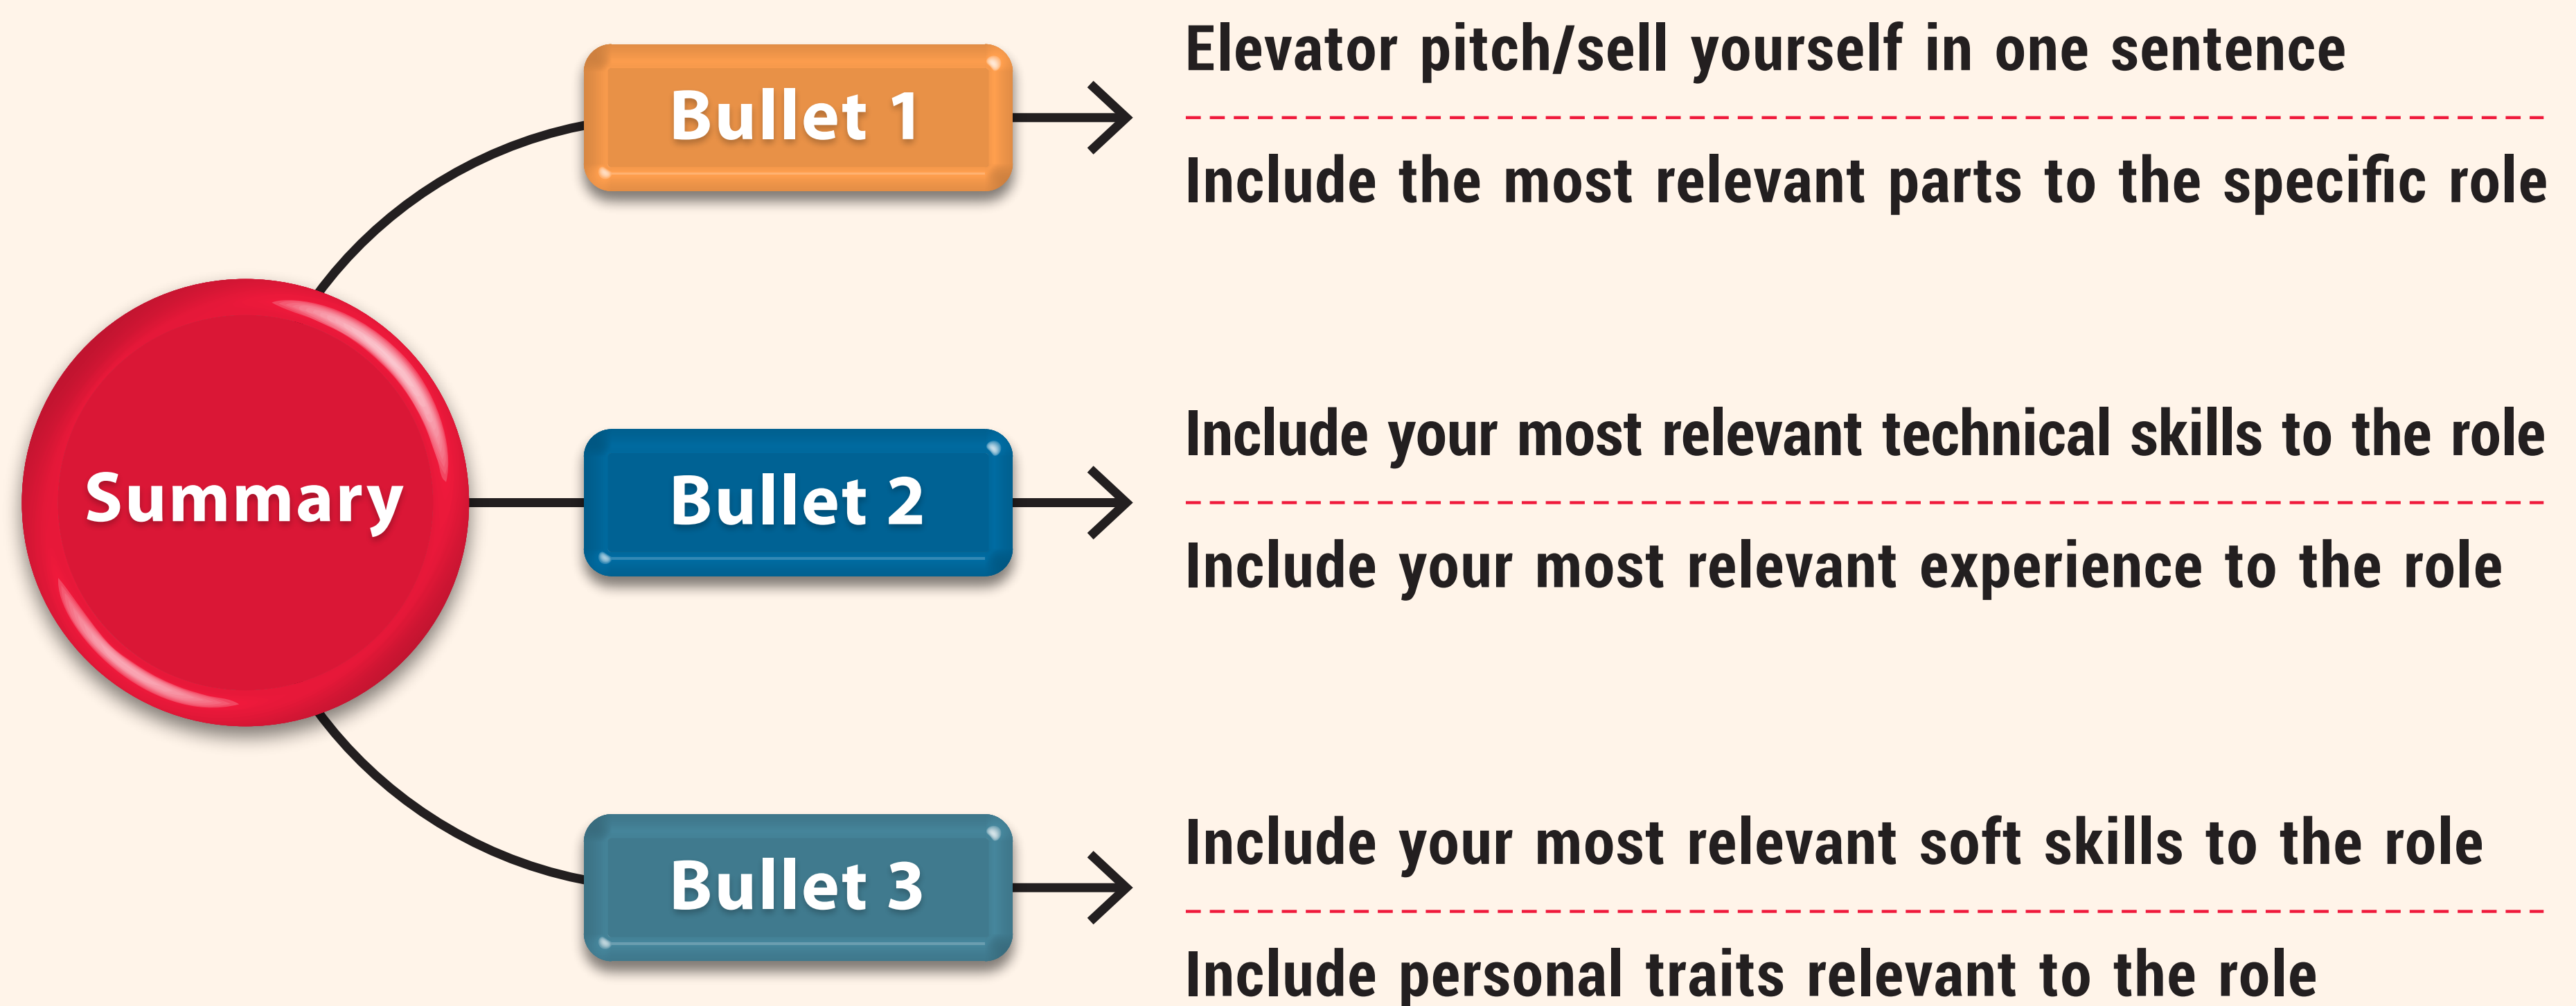 Summary
Bullet 1
Elevator pitch/sell yourself in one sentence
Include the most relevant parts to the specific role
Bullet 2
Include your most relevant technical skills to the role
Include your most relevant experience to the role
Bullet 3
Include your most relevant soft skills to the role
Include personal traits relevant to the role